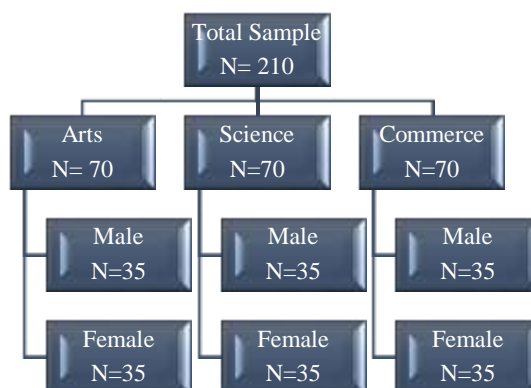 Total Sample
N= 210
Arts
N= 70
Science
N=70
Commerce
N=70
Male
N=35
Male
N=35
Male
N=35
Female
N=35
Female
N=35
Female
N=35